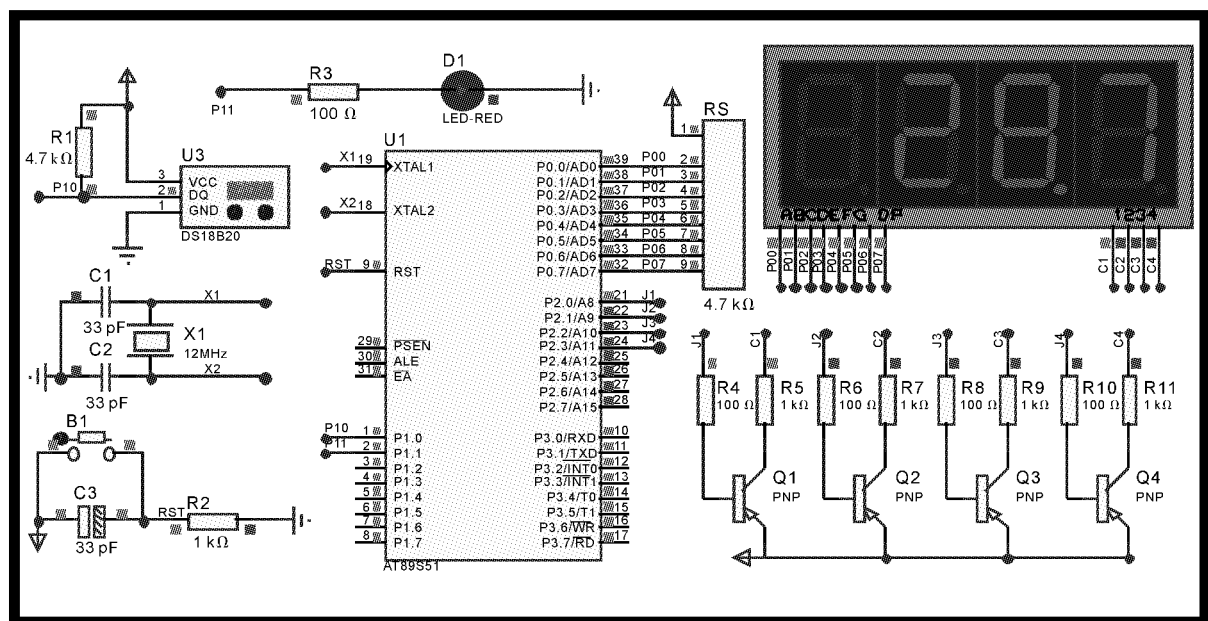 R3
P11
100 Ω
D1
LED-RED
RS
1
2
3
4
5
6
7
8
9
4.7 kΩ
R1
4.7 kΩ
P10
U3
3
2
1
VCC
DQ
GND
DS18B20
C1
33 pF
C2
33 pF
X1
X1
12MHz
X2
B1
C3
33 pF
RST
R2
1 kΩ
U1
X1 19 XTAL1
X2 18 XTAL2
RST 9 RST
29 PSEN
30 ALE
31 EA
P10 1 P1.0
P11 2 P1.1
3 P1.2
4 P1.3
5 P1.4
6 P1.5
7 P1.6
8 P1.7
P0.0/AD0 39 P00
P0.1/AD1 38 P01
P0.2/AD2 37 P02
P0.3/AD3 36 P03
P0.4/AD4 35 P04
P0.5/AD5 34 P05
P0.6/AD6 33 P06
P0.7/AD7 32 P07
P2.0/A8 21 J1
P2.1/A9 22 J2
P2.2/A10 23 J3
P2.3/A11 24 J4
P2.4/A12 25
P2.5/A13 26
P2.6/A14 27
P2.7/A15 28
P3.0/RXD 10
P3.1/TXD 11
P3.2/INT0 12
P3.3/INT1 13
P3.4/T0 14
P3.5/T1 15
P3.6/WR 16
P3.7/RD 17
AT89S51
28.7
ABCDEFG DP
1234
P00
P01
P02
P03
P04
P05
P06
P07
C1
C2
C3
C4
J1
C1
J2
C2
J3
C3
J4
C4
R4
100 Ω
R5
1 kΩ
R6
100 Ω
R7
1 kΩ
R8
100 Ω
R9
1 kΩ
R10
100 Ω
R11
1 kΩ
Q1
PNP
Q2
PNP
Q3
PNP
Q4
PNP